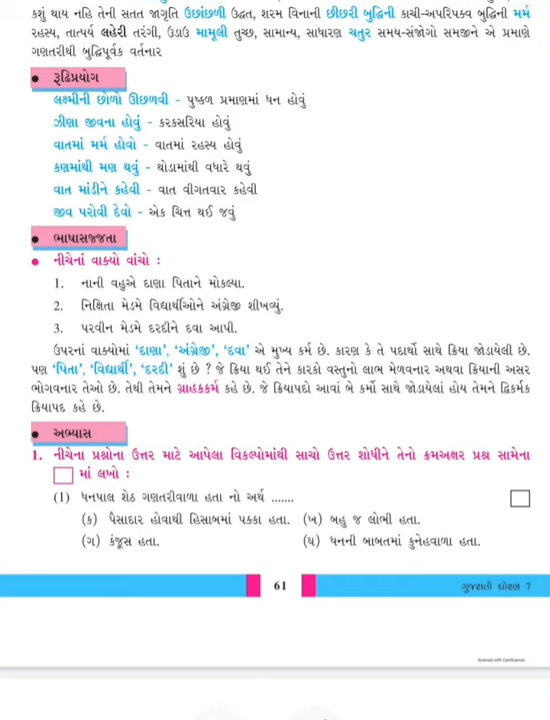 કશું થાય નહિ તેની સતત જાગૃતિ ઉછાંછળી ઉદ્ધત, શરમ વિનાની છીછરી બુદ્ધિની કાચી-અપરિપક્વ બુદ્ધિની મર્મ
રહસ્ય, તાત્પર્ય લહેરી તરંગી, ઉડાઉ મામૂલી તુચ્છ, સામાન્ય, સાધારણ ચતુર સમય-સંજોગો સમજીને એ પ્રમાણે
ગણતરીથી બુદ્ધિપૂર્વક વર્તનાર
● રૂઢિપ્રયોગ
લક્ષ્મીની છોળો ઊછળવી - પુષ્કળ પ્રમાણમાં ધન હોવું
ઝીણા જીવના હોવું - કરકસરિયા હોવું
વાતમાં મર્મ હોવો - વાતમાં રહસ્ય હોવું
કણમાંથી મણ થવું - થોડામાંથી વધારે થવું
વાત માંડીને કહેવી - વાત વીગતવાર કહેવી
જીવ પરોવી દેવો - એક ચિત્ત થઈ જવું
● ભાષાસજ્જતા
● નીચેનાં વાક્યો વાંચો :
1. નાની વહુએ દાણા પિતાને મોકલ્યા.
2. નિક્ષિતા મેડમે વિદ્યાર્થીઓને અંગ્રેજી શીખવ્યું.
3. પરવીન મેડમે દરદીને દવા આપી.
ઉપરનાં વાક્યોમાં ‘દાણા’, ‘અંગ્રેજી’, ‘દવા’ એ મુખ્ય કર્મ છે. કારણ કે તે પદાર્થો સાથે ક્રિયા જોડાયેલી છે.
પણ ‘પિતા’, ‘વિદ્યાર્થી’, ‘દરદી’ શું છે ? જે ક્રિયા થઈ તેને કારકો વસ્તુનો લાભ મેળવનાર અથવા ક્રિયાની અસર
ભોગવનાર તેઓ છે. તેથી તેમને ગ્રાહકકર્મ કહે છે. જે ક્રિયાપદો આવાં બે કર્મો સાથે જોડાયેલાં હોય તેમને દ્વિકર્મક
ક્રિયાપદ કહે છે.
● અભ્યાસ
1. નીચેના પ્રશ્નોના ઉત્તર માટે આપેલા વિકલ્પોમાંથી સાચો ઉત્તર શોધીને તેનો ક્રમઅક્ષર પ્રશ્ન સામેના
માં લખો :
(1) ધનપાલ શેઠ ગણતરીવાળા હતા નો અર્થ .......
(ક) પૈસાદાર હોવાથી હિસાબમાં પક્કા હતા. (ખ) બહુ જ લોભી હતા.
(ગ) કંજૂસ હતા. (ઘ) ધનની બાબતમાં કુનેહવાળા હતા.
61 ગુજરાતી ધોરણ 7
Scanned with CamScanner